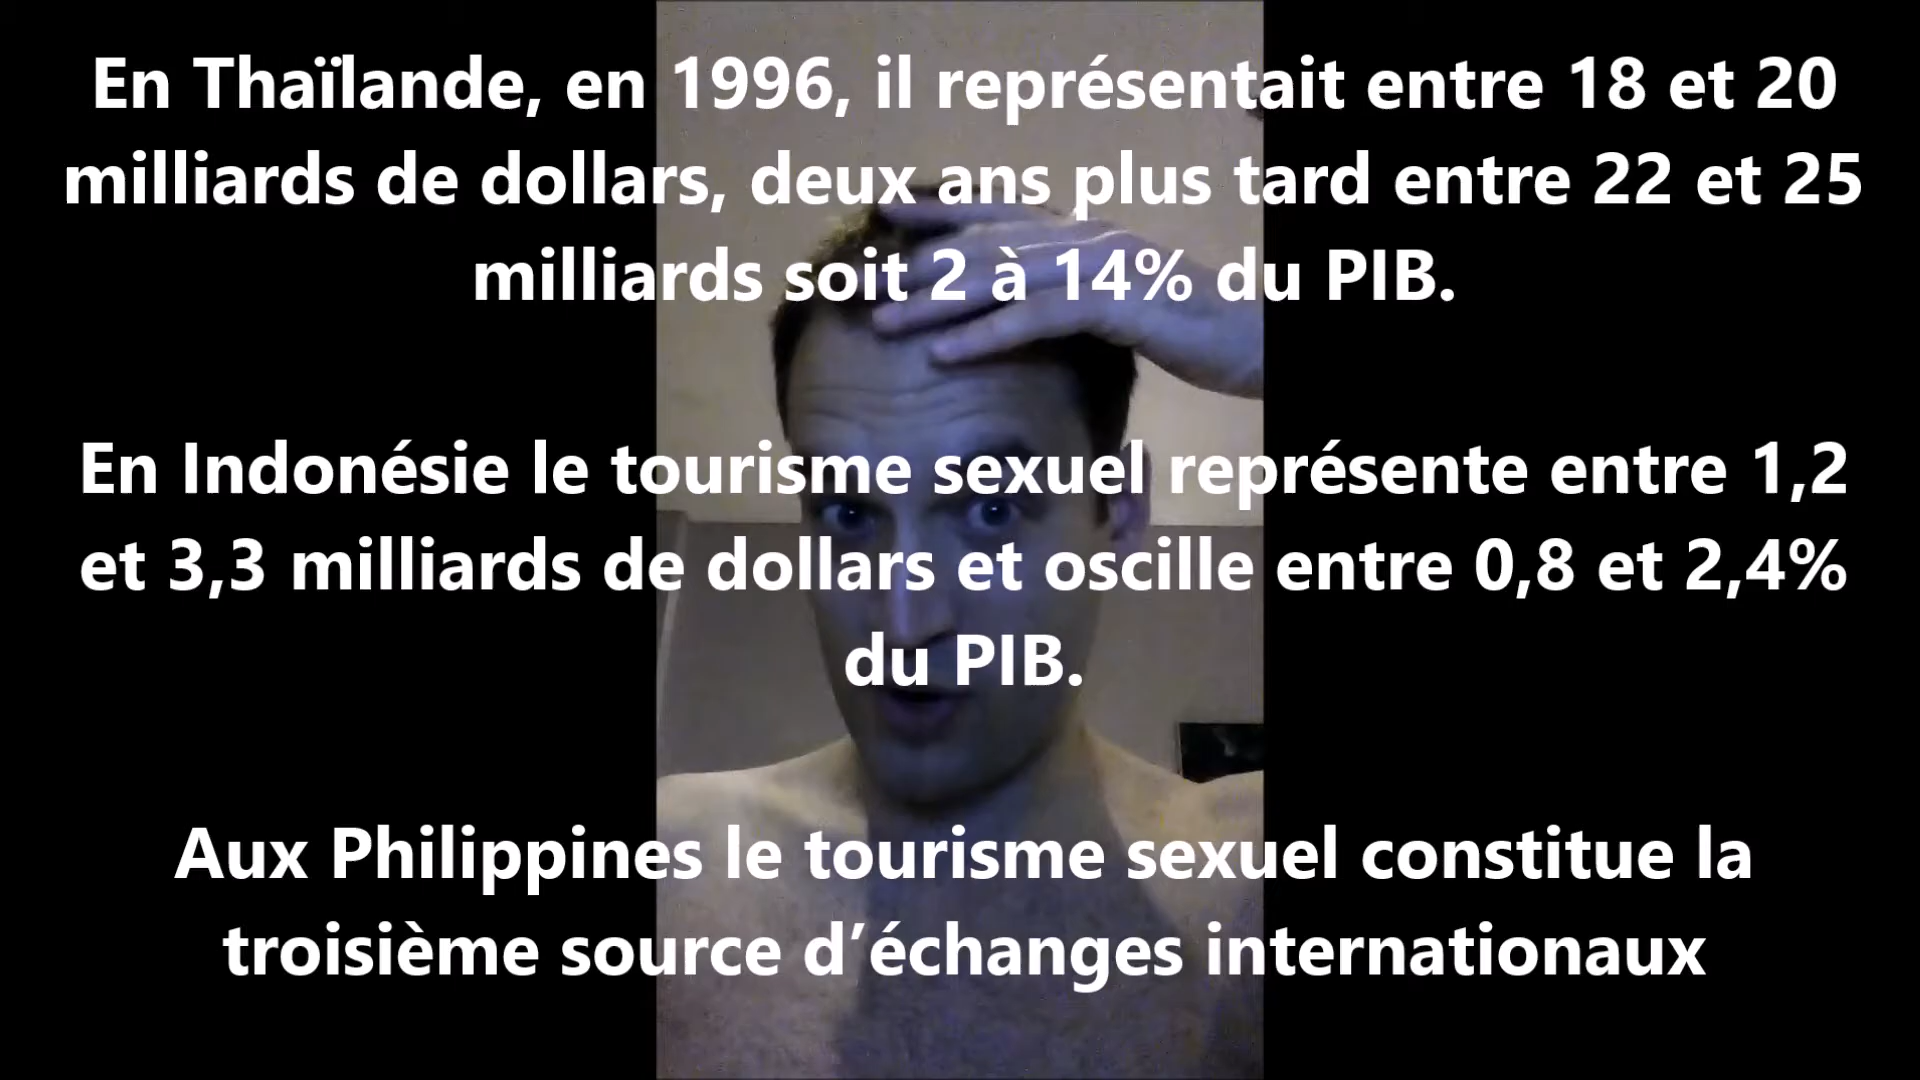 En Thaïlande, en 1996, il représentait entre 18 et 20
milliards de dollars, deux ans plus tard entre 22 et 25
milliards soit 2 à 14% du PIB.
En Indonésie le tourisme sexuel représente entre 1,2
et 3,3 milliards de dollars et oscille entre 0,8 et 2,4%
du PIB.
Aux Philippines le tourisme sexuel constitue la
troisième source d’échanges internationaux